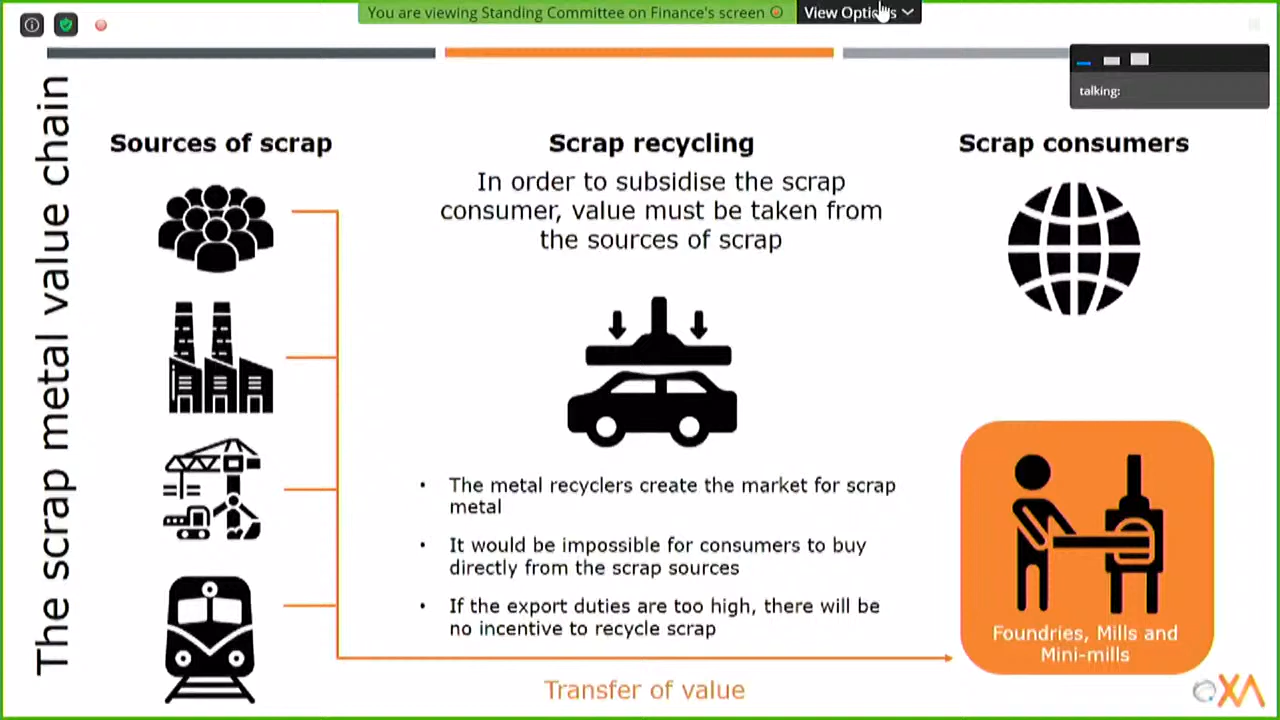 You are viewing Standing Committee on Finance's screen
View Options
talking:
The scrap metal value chain
Sources of scrap
Scrap recycling
In order to subsidise the scrap
consumer, value must be taken from
the sources of scrap
• The metal recyclers create the market for scrap
metal
• It would be impossible for consumers to buy
directly from the scrap sources
• If the export duties are too high, there will be
no incentive to recycle scrap
Scrap consumers
Foundries, Mills and
Mini-mills
Transfer of value
XA